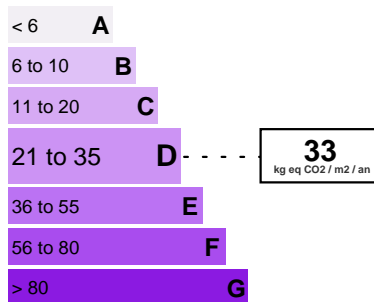 < 6 A
6 to 10 B
11 to 20 C
21 to 35 D
33
kg eq CO2 / m2 / an
36 to 55 E
56 to 80 F
> 80 G